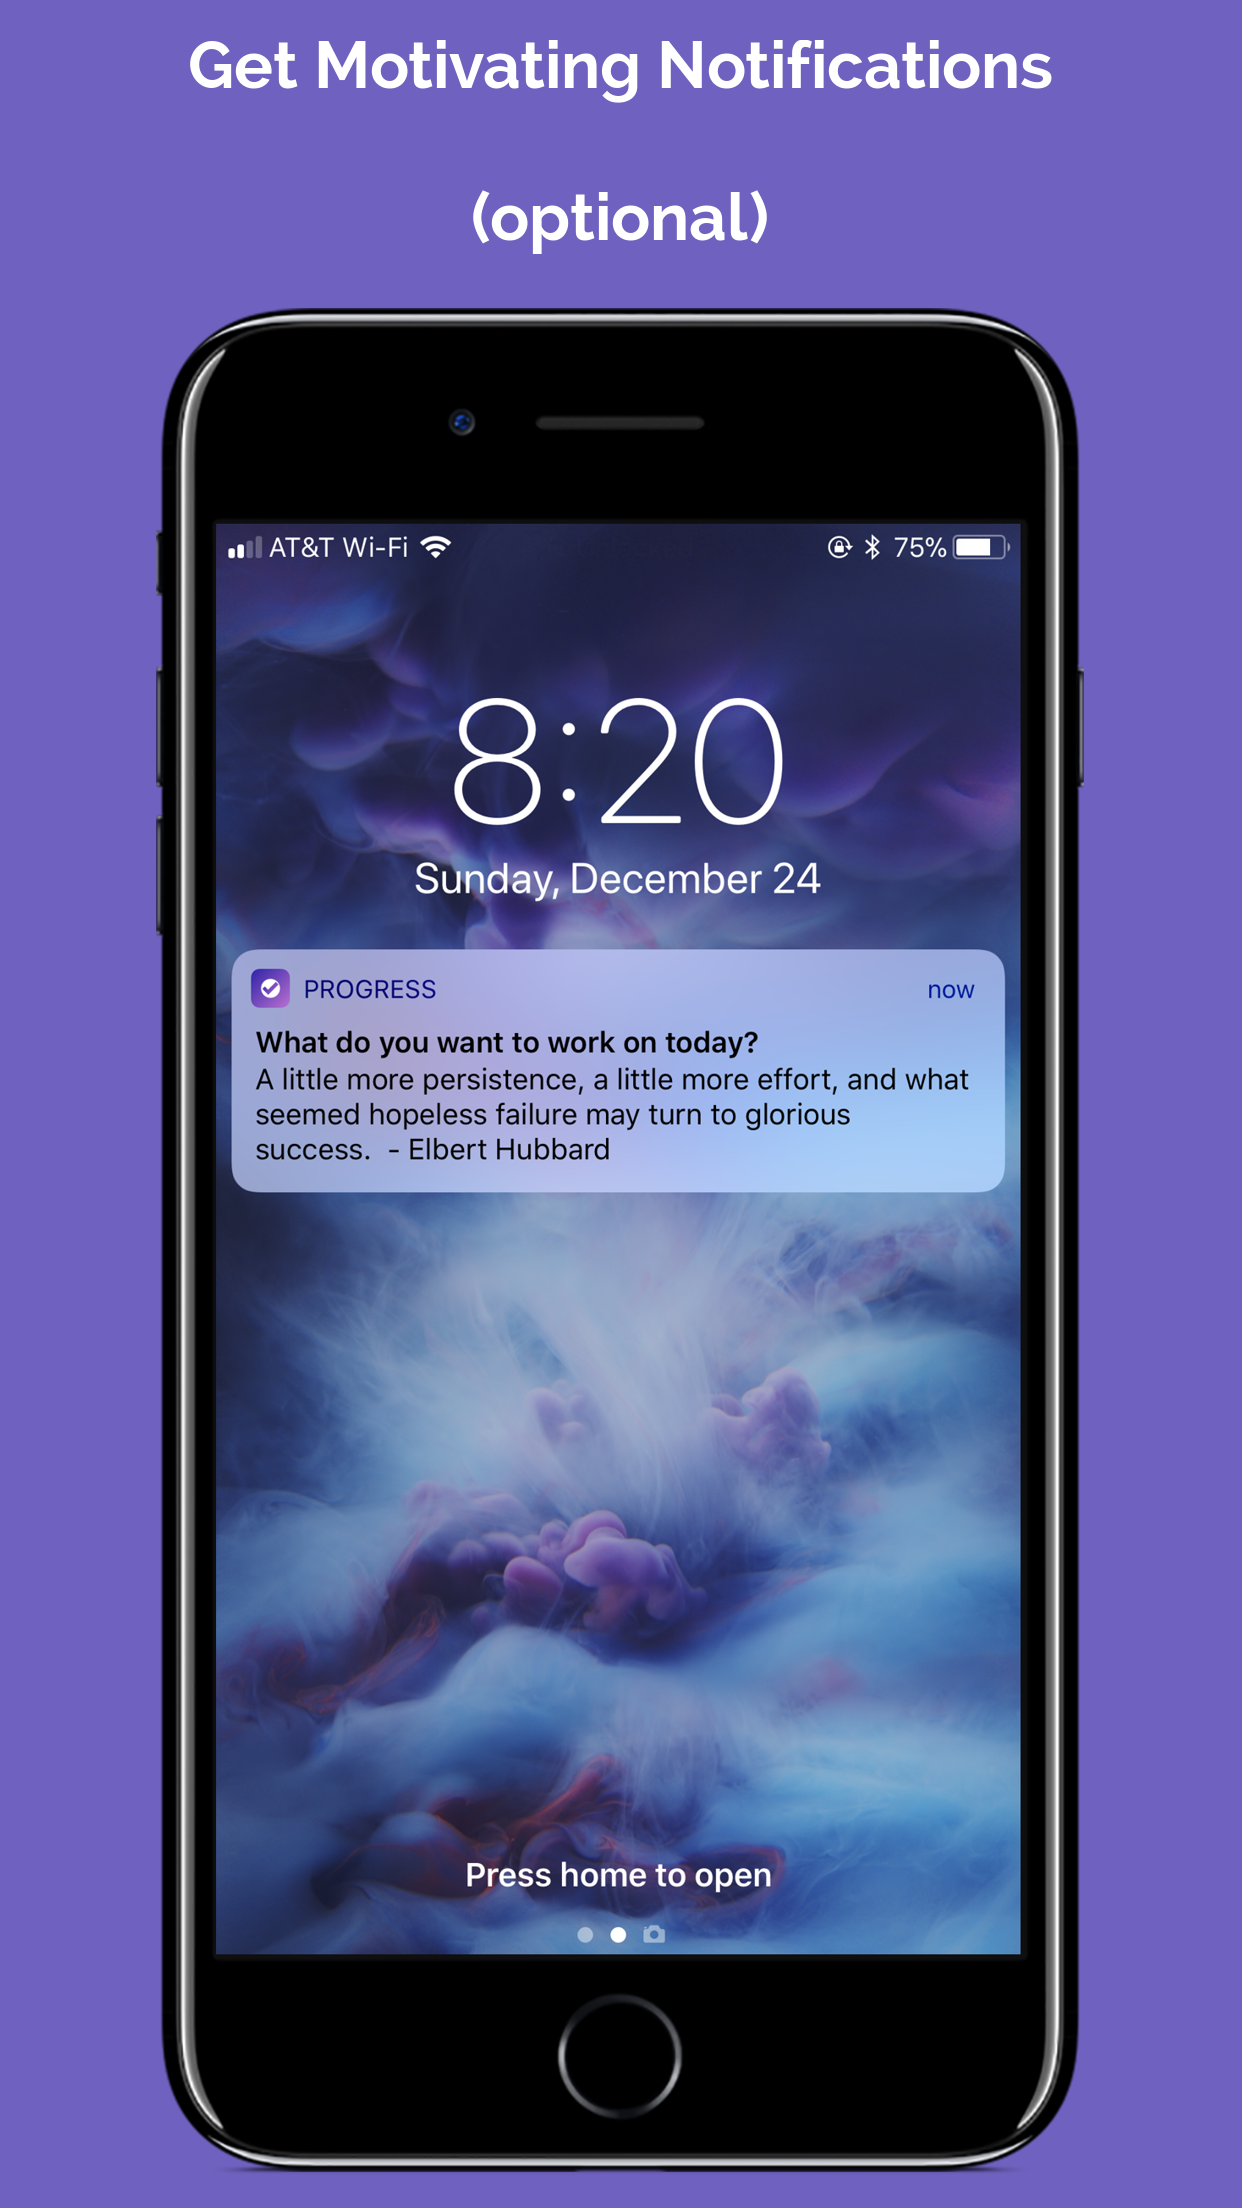 Get Motivating Notifications
(optional)
AT&T Wi-Fi 75%
8:20
Sunday, December 24
PROGRESS now
What do you want to work on today?
A little more persistence, a little more effort, and what
seemed hopeless failure may turn to glorious
success.  - Elbert Hubbard
Press home to open